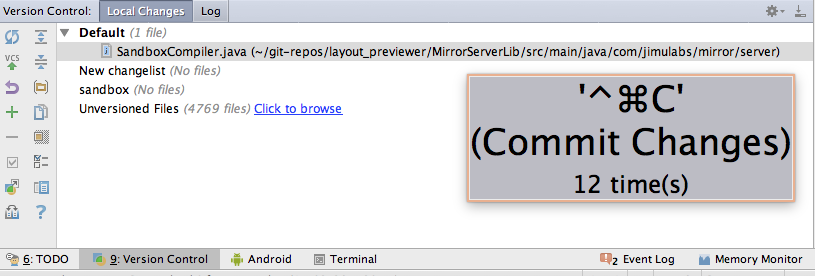 Version Control: Local Changes Log
Default (1 file)
SandboxCompiler.java (~/git-repos/layout_previewer/MirrorServerLib/src/main/java/com/jimulabs/mirror/server)
New changelist (No files)
sandbox (No files)
Unversioned Files (4769 files) Click to browse
VCS
'^⌘C'
(Commit Changes)
12 time(s)
6: TODO 9: Version Control Android Terminal 2 Event Log Memory Monitor